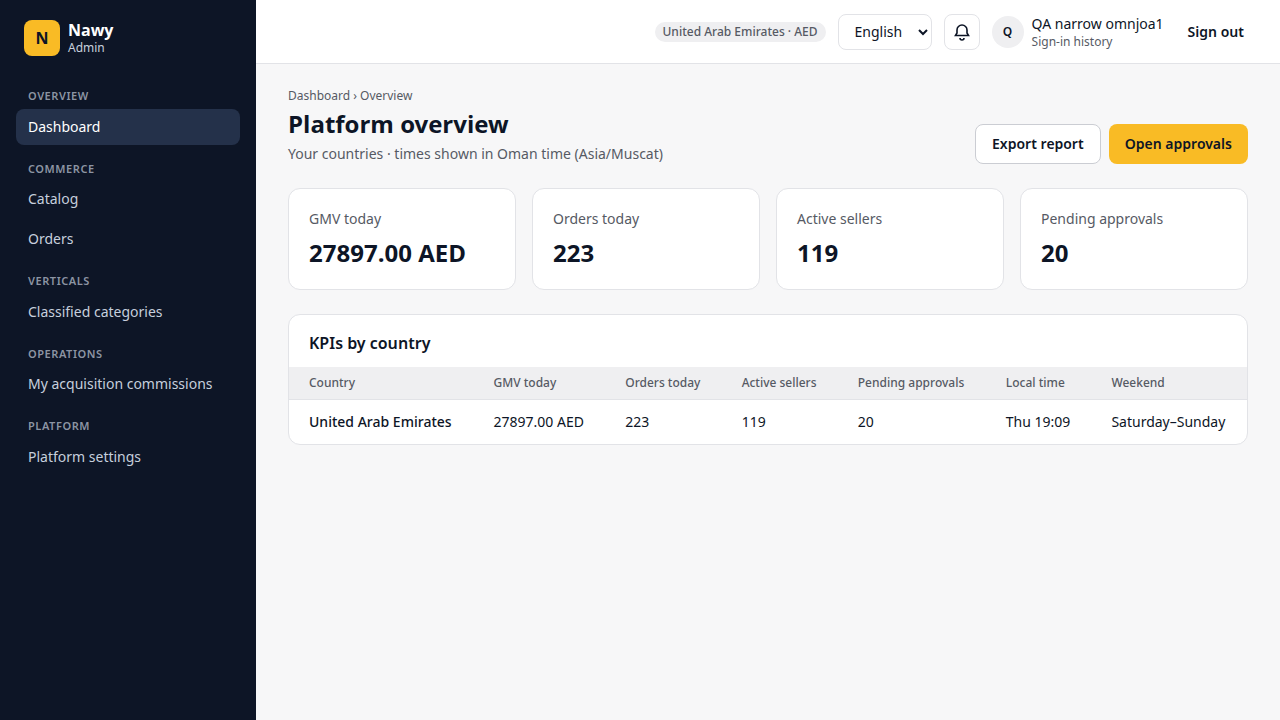 N
Nawy
Admin
OVERVIEW
Dashboard
COMMERCE
Catalog
Orders
VERTICALS
Classified categories
OPERATIONS
My acquisition commissions
PLATFORM
Platform settings
United Arab Emirates · AED
English
Q
QA narrow omnjoa1
Sign-in history
Sign out
Dashboard › Overview
Platform overview
Your countries · times shown in Oman time (Asia/Muscat)
Export report
Open approvals
GMV today
27897.00 AED
Orders today
223
Active sellers
119
Pending approvals
20
KPIs by country
Country GMV today Orders today Active sellers Pending approvals Local time Weekend
United Arab Emirates 27897.00 AED 223 119 20 Thu 19:09 Saturday–Sunday